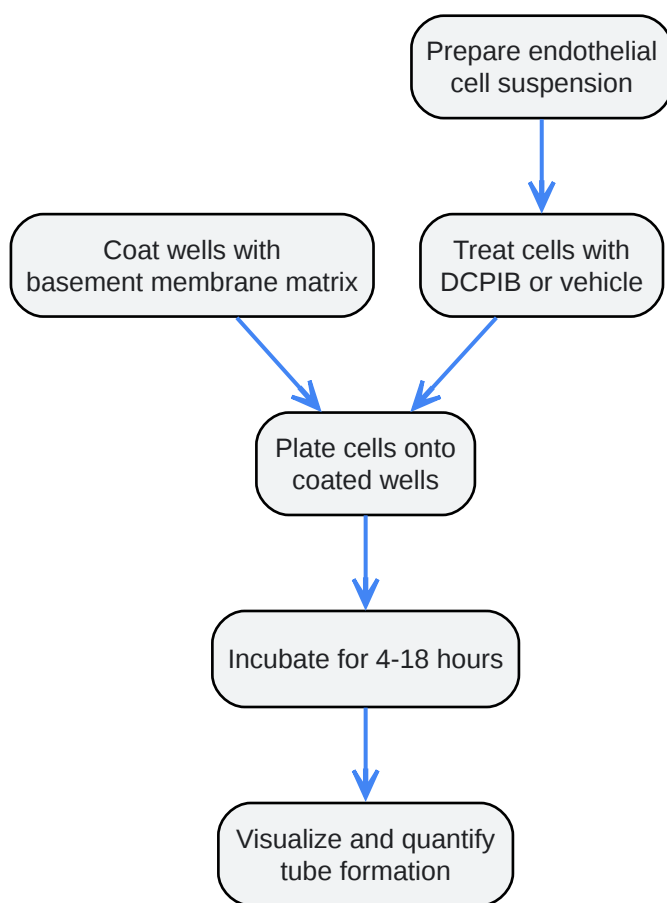 Prepare endothelial
cell suspension
Coat wells with
basement membrane matrix
Treat cells with
DCPIB or vehicle
Plate cells onto
coated wells
Incubate for 4-18 hours
Visualize and quantify
tube formation